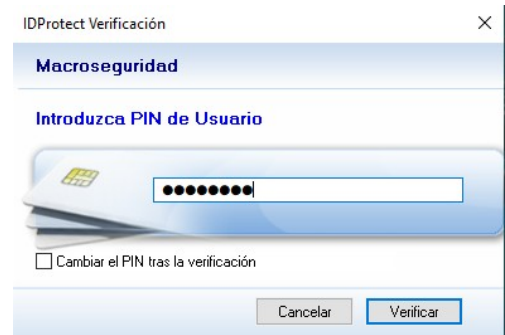 IDProtect Verificación
Macroseguridad
Introduzca PIN de Usuario
●●●●●●●●
Cambiar el PIN tras la verificación
Cancelar Verificar